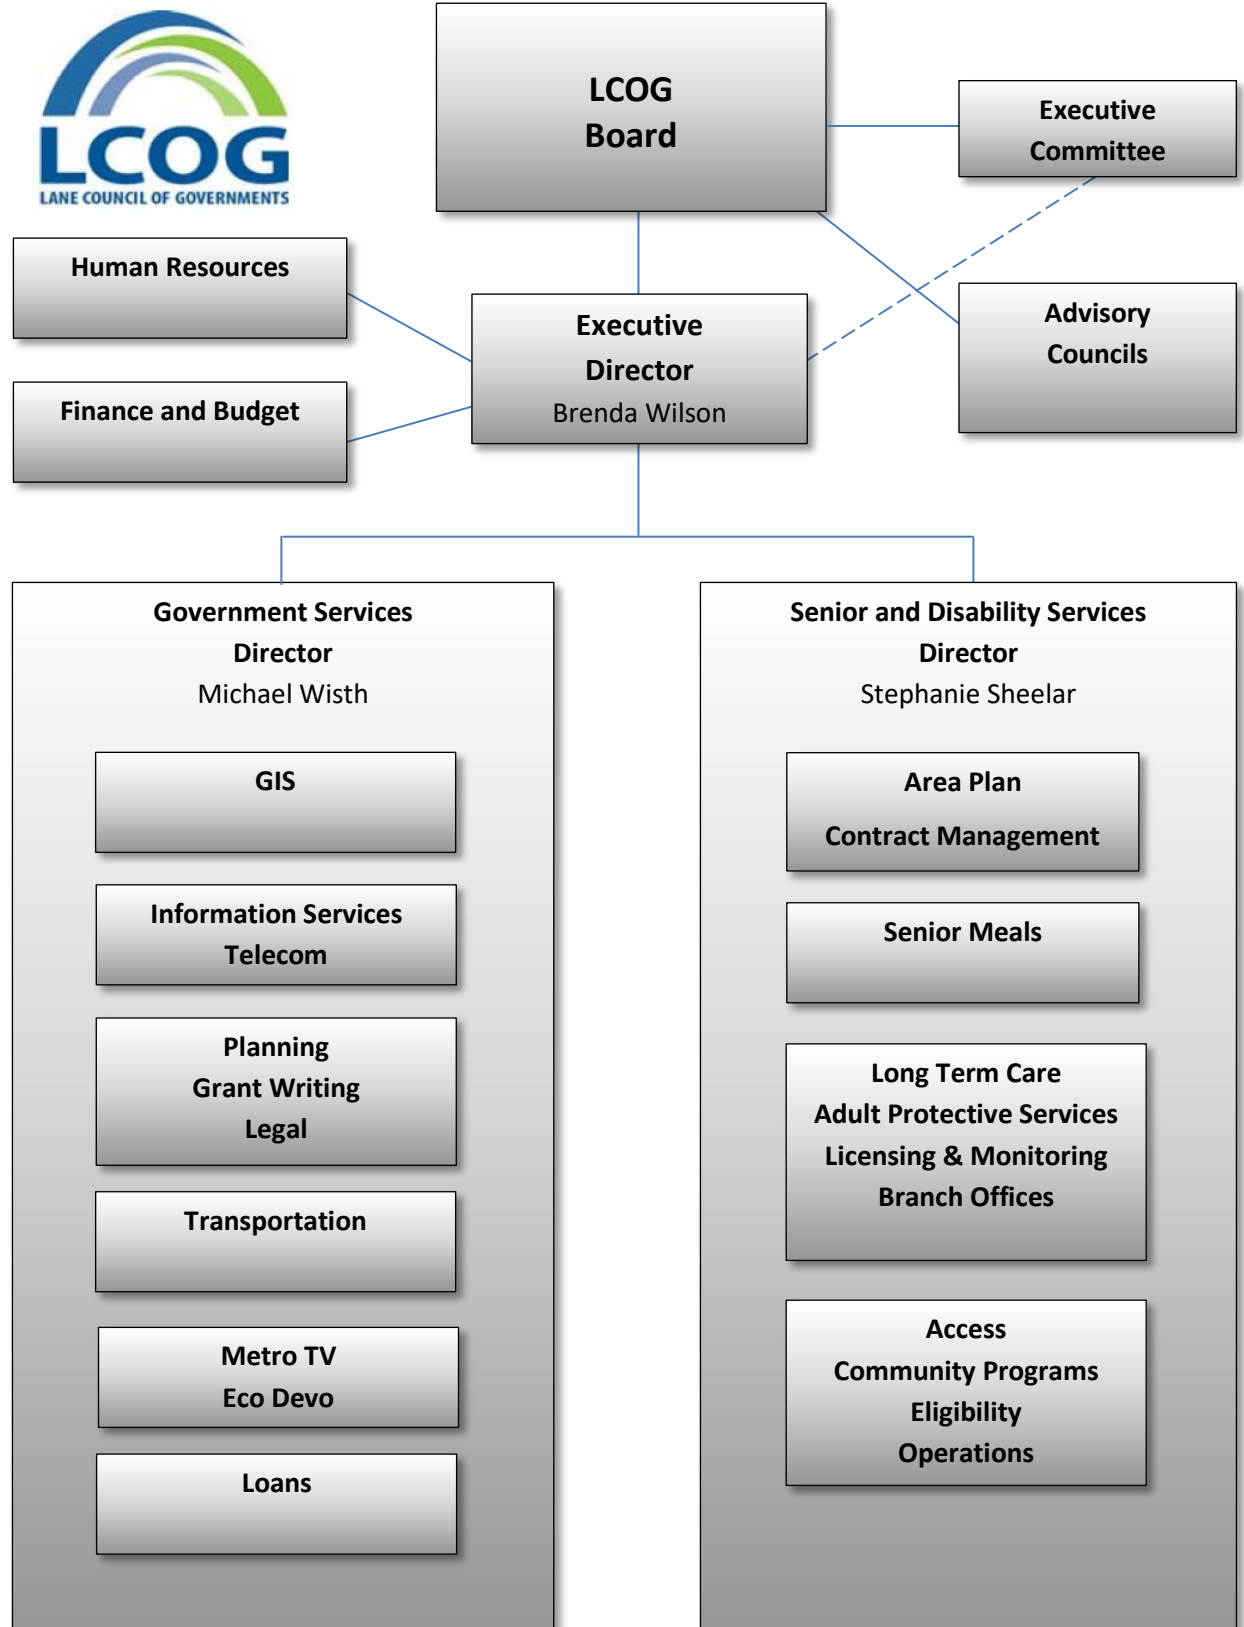 LCOG
LANE COUNCIL OF GOVERNMENTS
LCOG
Board
Executive
Committee
Human Resources
Executive
Director
Brenda Wilson
Advisory
Councils
Finance and Budget
Government Services
Director
Michael Wisth
GIS
Information Services
Telecom
Planning
Grant Writing
Legal
Transportation
Metro TV
Eco Devo
Loans
Senior and Disability Services
Director
Stephanie Sheelar
Area Plan
Contract Management
Senior Meals
Long Term Care
Adult Protective Services
Licensing & Monitoring
Branch Offices
Access
Community Programs
Eligibility
Operations